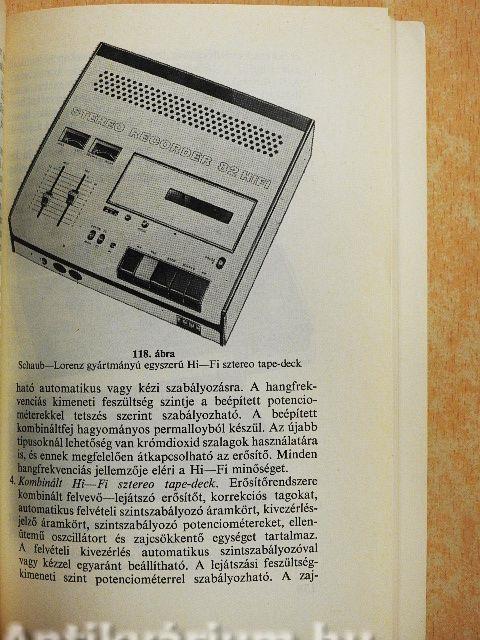 STEREO RECORDER 82 HIFI
118. ábra
Schaub—Lorenz gyártmányú egyszerű Hi—Fi sztereo tape-deck
ható automatikus vagy kézi szabályozásra. A hangfrek-
venciás kimeneti feszültség szintje a beépített potencio-
méterekkel tetszés szerint szabályozható. A beépített
kombináltfej hagyományos permalloyból készül. Az újabb
típusoknál lehetőség van krómdioxid szalagok használatára
is, és ennek megfelelően átkapcsolható az erősítő. Minden
hangfrekvenciás jellemzője eléri a Hi—Fi minőséget.
4. Kombinált Hi—Fi sztereo tape-deck. Erősítőrendszere
kombinált felvevő—lejátszó erősítőt, korrekciós tagokat,
automatikus felvételi szintszabályozó áramkört, kivezérlés-
jelző áramkört, szintszabályozó potenciométereket, ellen-
ütemű oszcillátort és zajcsökkentő egységet tartalmaz.
A felvételi kivezérlés automatikus szintszabályozóval
vagy kézzel egyaránt beállítható. A lejátszási feszültség-
kimeneti szint potenciométerrel szabályozható. A zaj-
Antikvárium.hu